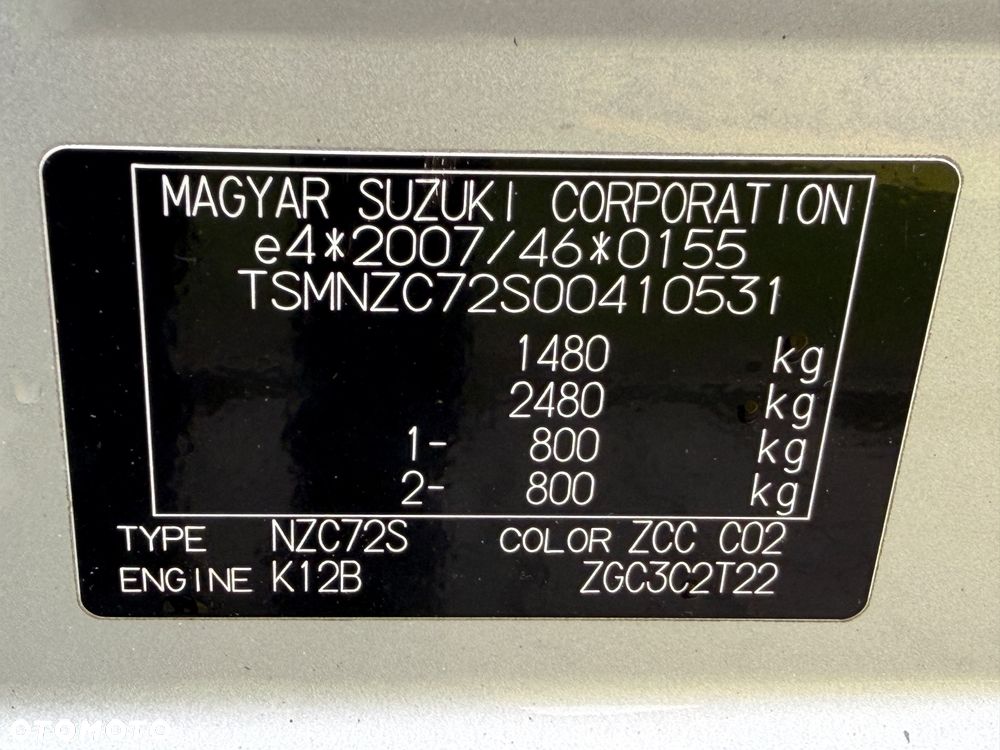 MAGYAR SUZUKI CORPORATION
e4*2007/46*0155
TSMNZC72S00410531
1480 kg
2480 kg
1- 800 kg
2- 800 kg
TYPE NZC72S COLOR ZCC C02
ENGINE K12B ZGC3C2T22
OTOMOTO